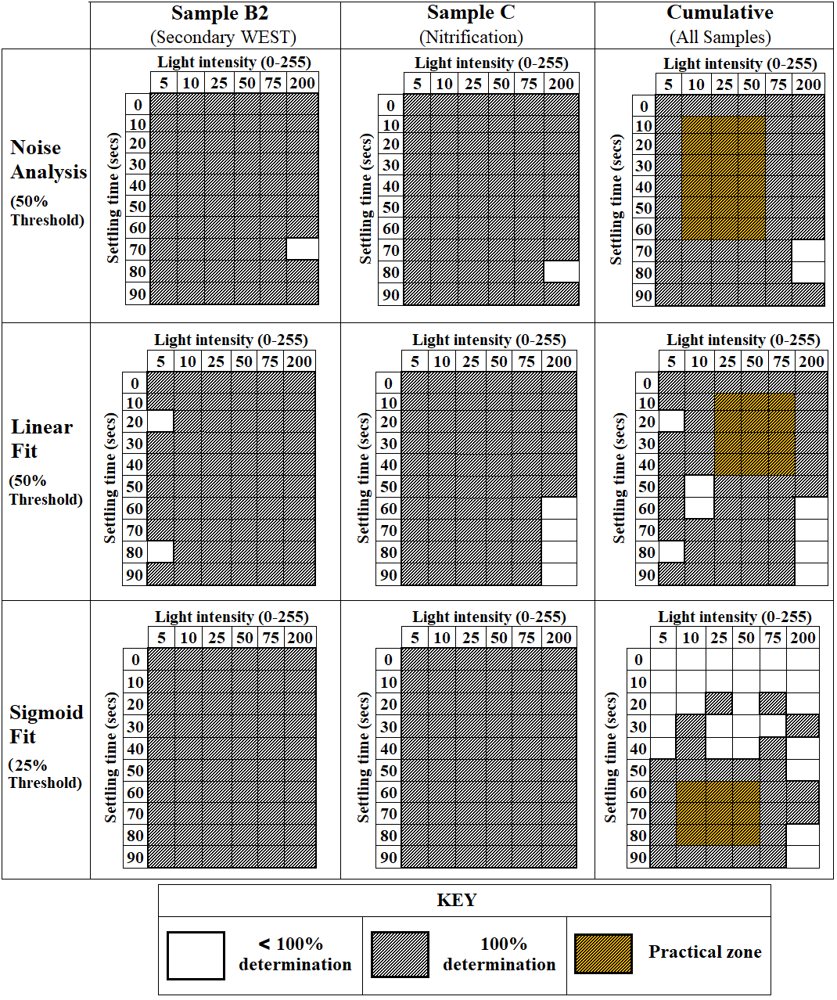 Sample B2
(Secondary WEST)
Sample C
(Nitrification)
Cumulative
(All Samples)
Noise
Analysis
(50%
Threshold)
Light intensity (0-255)
5 10 25 50 75 200
Settling time (secs)
0
10
20
30
40
50
60
70
80
90
Light intensity (0-255)
5 10 25 50 75 200
Settling time (secs)
0
10
20
30
40
50
60
70
80
90
Light intensity (0-255)
5 10 25 50 75 200
Settling time (secs)
0
10
20
30
40
50
60
70
80
90
Linear
Fit
(50%
Threshold)
Light intensity (0-255)
5 10 25 50 75 200
Settling time (secs)
0
10
20
30
40
50
60
70
80
90
Light intensity (0-255)
5 10 25 50 75 200
Settling time (secs)
0
10
20
30
40
50
60
70
80
90
Light intensity (0-255)
5 10 25 50 75 200
Settling time (secs)
0
10
20
30
40
50
60
70
80
90
Sigmoid
Fit
(25%
Threshold)
Light intensity (0-255)
5 10 25 50 75 200
Settling time (secs)
0
10
20
30
40
50
60
70
80
90
Light intensity (0-255)
5 10 25 50 75 200
Settling time (secs)
0
10
20
30
40
50
60
70
80
90
Light intensity (0-255)
5 10 25 50 75 200
Settling time (secs)
0
10
20
30
40
50
60
70
80
90
KEY
< 100%
determination
100%
determination
Practical zone